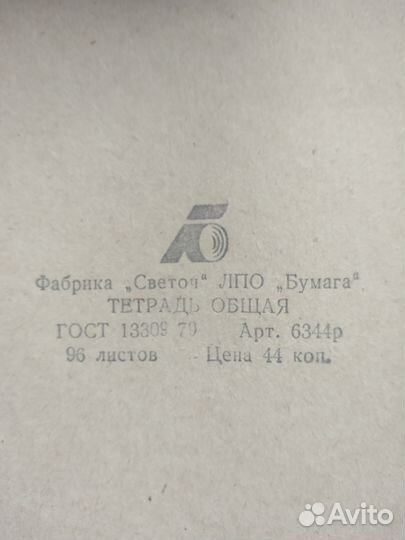 Фабрика „Светоч“ ЛПО „Бумага“
ТЕТРАДЬ ОБЩАЯ
ГОСТ 13309 79 Арт. 6344р
96 листов - Цена 44 коп.
Avito